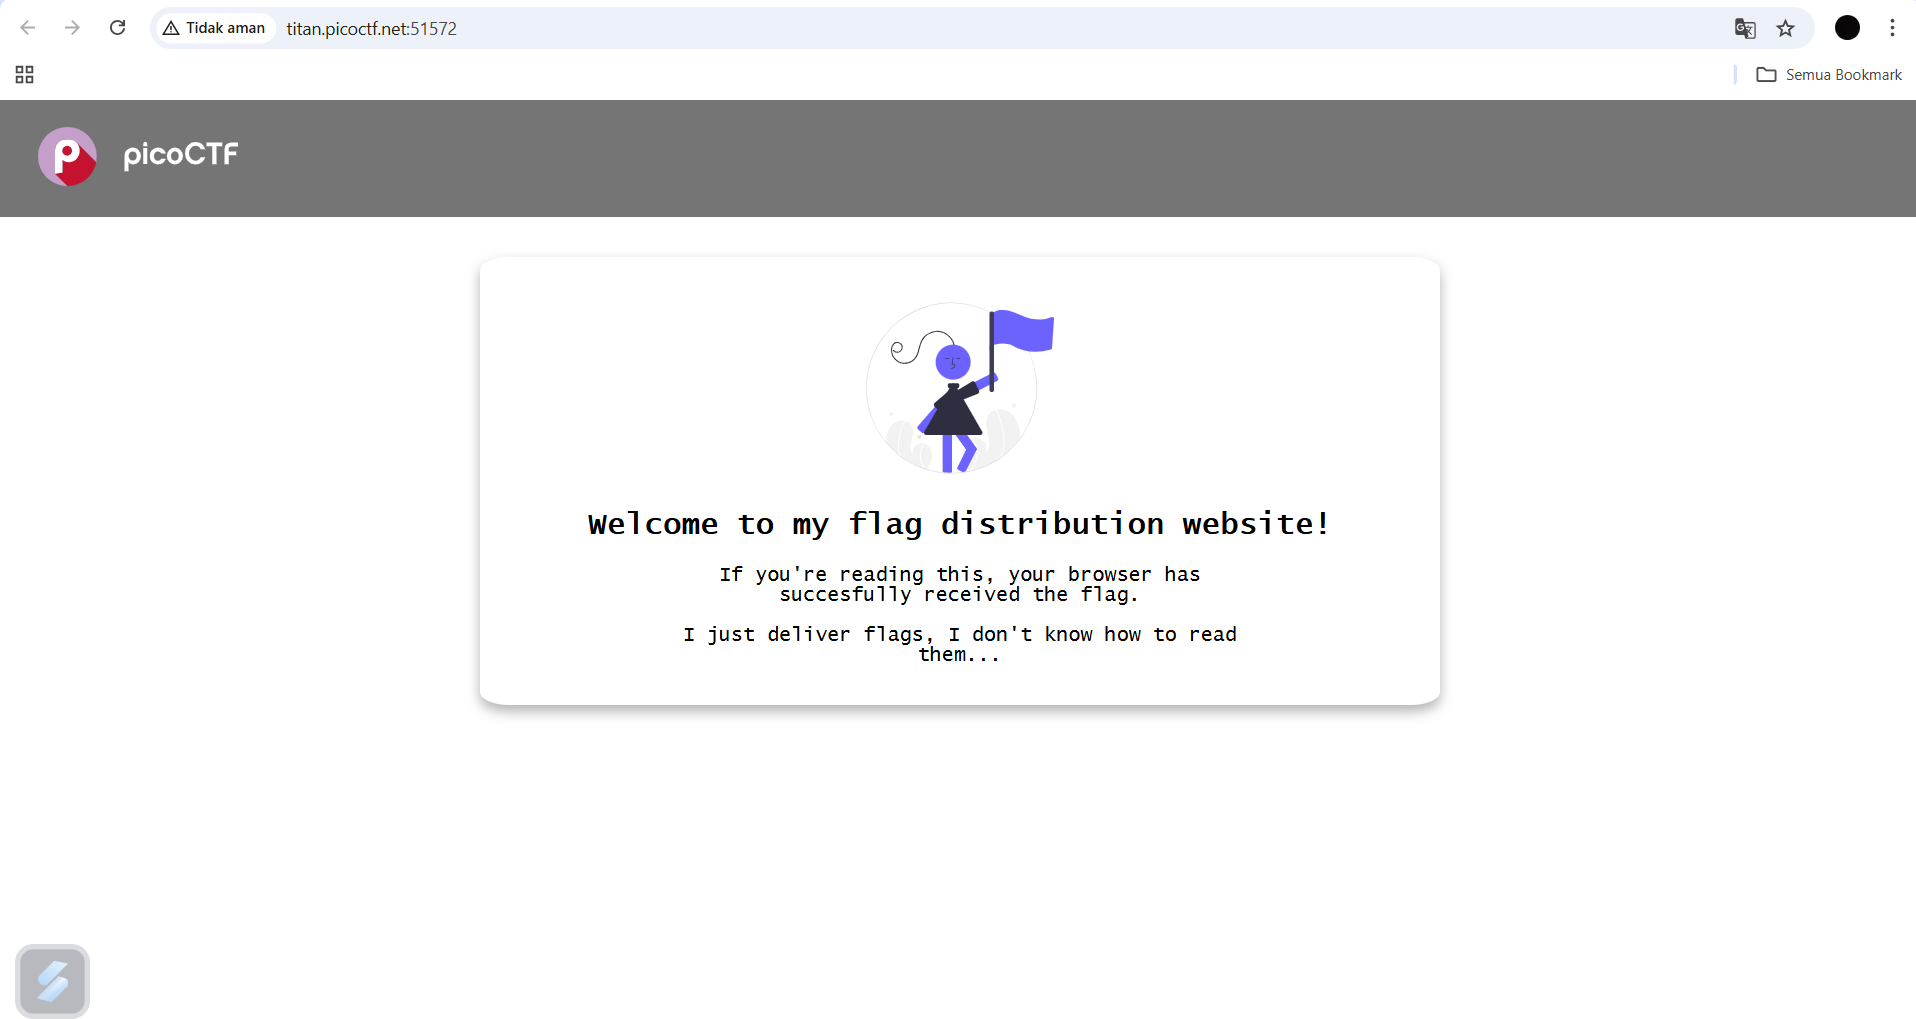 Tidak aman
titan.picoctf.net:51572
Semua Bookmark
picoCTF
Welcome to my flag distribution website!
If you're reading this, your browser has
succesfully received the flag.
I just deliver flags, I don't know how to read
them...